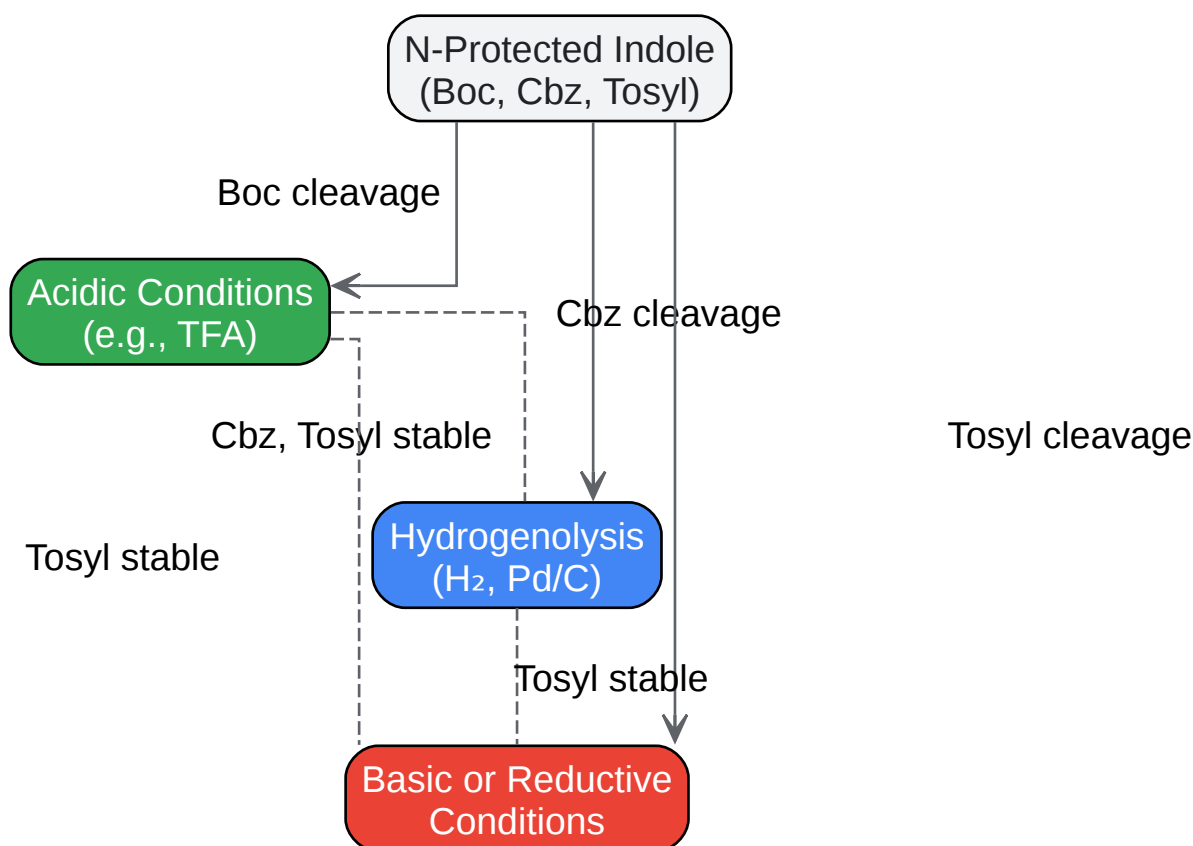 N-Protected Indole
(Boc, Cbz, Tosyl)
Boc cleavage
Acidic Conditions
(e.g., TFA)
Cbz cleavage
Cbz, Tosyl stable
Tosyl cleavage
Hydrogenolysis
(H₂, Pd/C)
Tosyl stable
Tosyl stable
Basic or Reductive
Conditions